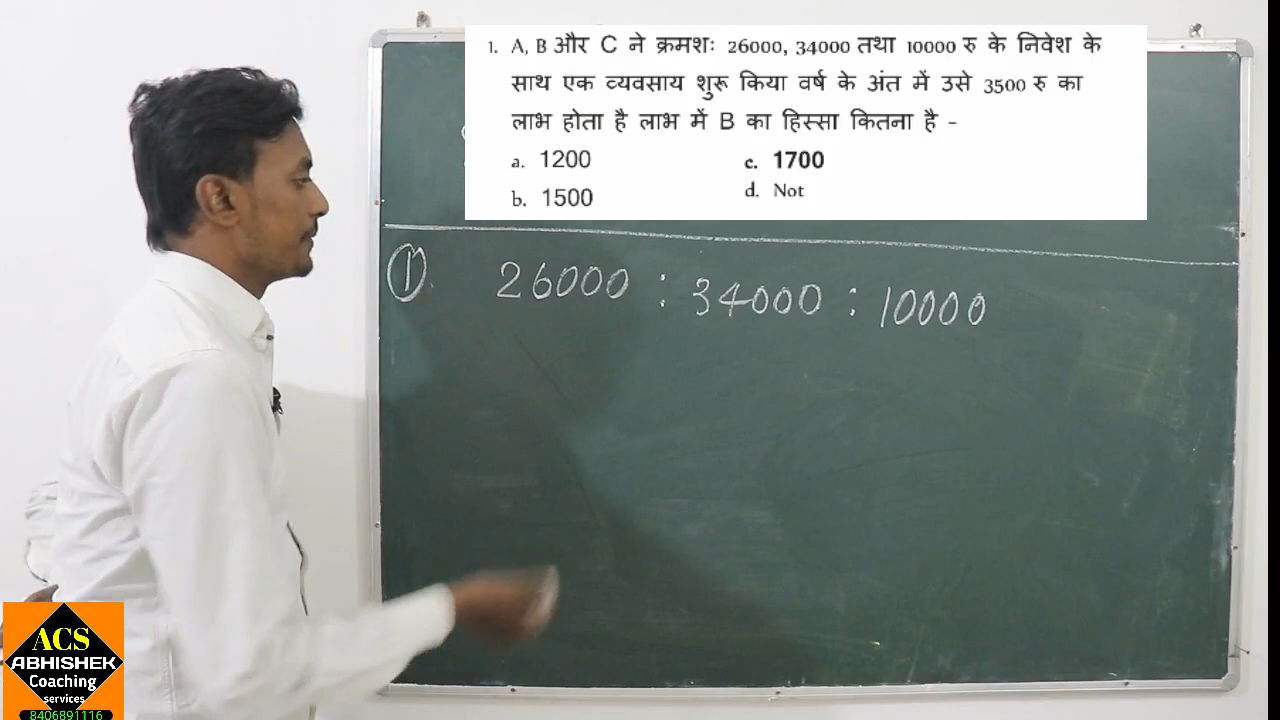 1. A, B और C ने क्रमशः 26000, 34000 तथा 10000 रु के निवेश के
साथ एक व्यवसाय शुरू किया वर्ष के अंत में उसे 3500 रु का
लाभ होता है लाभ में B का हिस्सा कितना है -
a. 1200
c. 1700
b. 1500
d. Not
① 26000 : 34000 : 10000
ACS
ABHISHEK
Coaching
services
8406891116